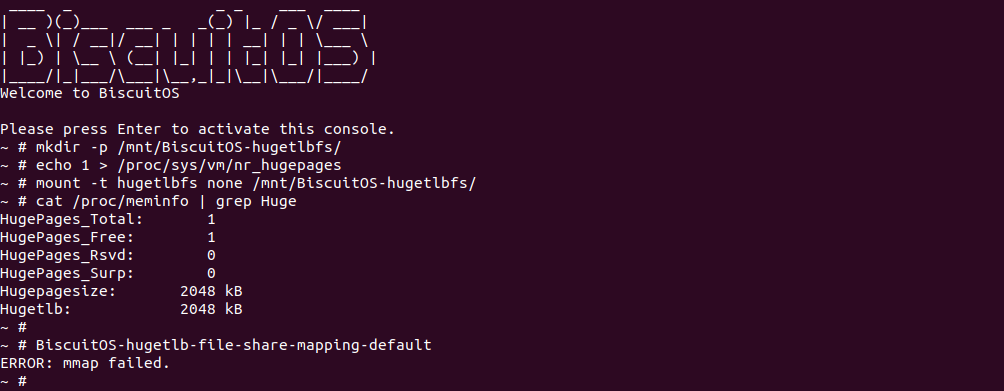 ____  _                _ _    ___  ____
| __ )(_)___  ___ _   _(_) |_ / _ \/ ___|
|  _ \| / __|/ __| | | | | __| | | \___ \
| |_) | \__ \ (__| |_| | | |_| |_| |___) |
|____/|_|___/\___|\__,_|_|\__|\___/|____/
Welcome to BiscuitOS
Please press Enter to activate this console.
~ # mkdir -p /mnt/BiscuitOS-hugetlbfs/
~ # echo 1 > /proc/sys/vm/nr_hugepages
~ # mount -t hugetlbfs none /mnt/BiscuitOS-hugetlbfs/
~ # cat /proc/meminfo | grep Huge
HugePages_Total:       1
HugePages_Free:        1
HugePages_Rsvd:        0
HugePages_Surp:        0
Hugepagesize:       2048 kB
Hugetlb:            2048 kB
~ #
~ # BiscuitOS-hugetlb-file-share-mapping-default
ERROR: mmap failed.
~ #